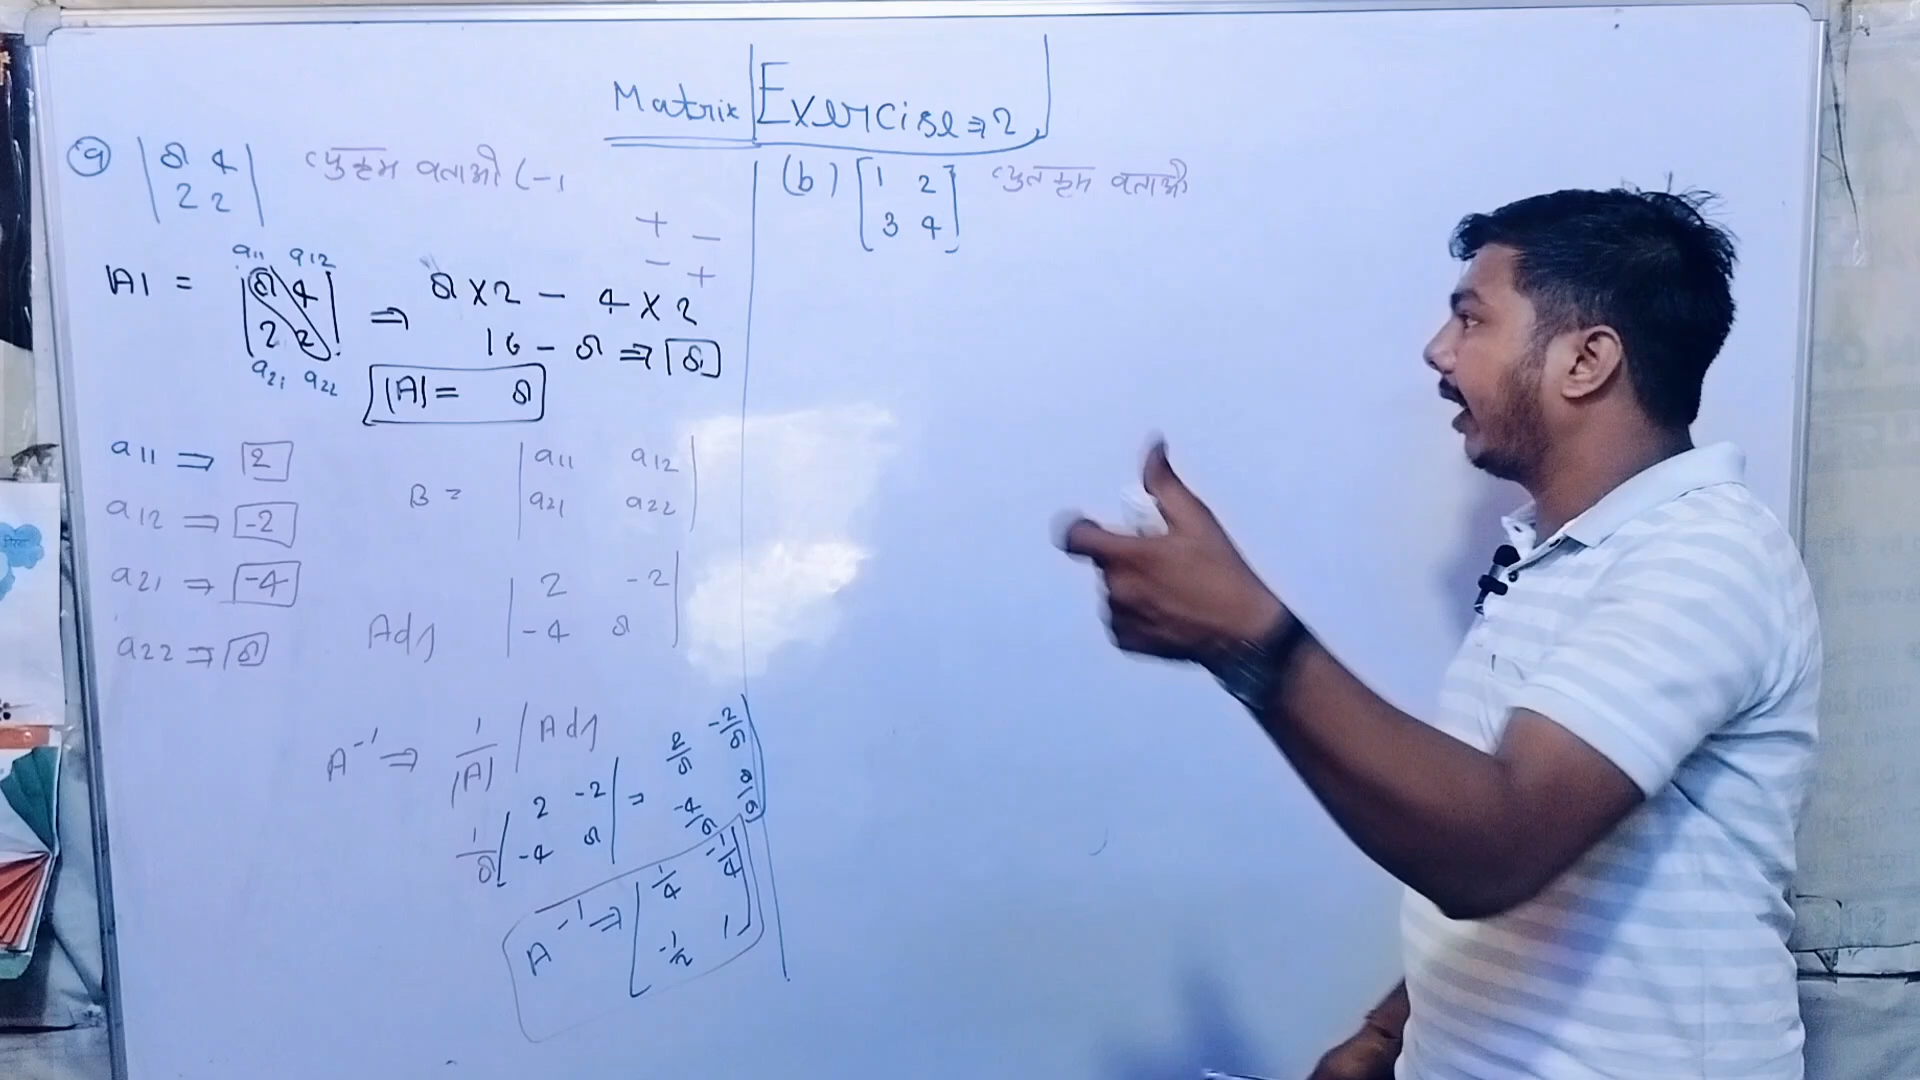 Matrix Exercise ⇒ 2
(a) | 8 4 | व्युत्क्रम बताओ (-1
| 2 2 |
+ -
- +
a11 a12
|A| = | 8 4 | ⇒ 8 x 2 - 4 x 2
| 2 2 | 16 - 8 ⇒ 8
a21 a22
|A| = 8
a11 ⇒ 2
a12 ⇒ -2
a21 ⇒ -4
a22 ⇒ 8
B = | a11 a12 |
| a21 a22 |
Adj | 2 -2 |
| -4 8 |
A⁻¹ ⇒ 1/|A| | Adj
1/8 | 2 -2 | = 2/8 -2/8
| -4 8 | -4/8 8/8
A⁻¹ ⇒ [ 1/4 -1/4
-1/2 1 ]
(b) [ 1 2 ] व्युत्क्रम बताओ
[ 3 4 ]